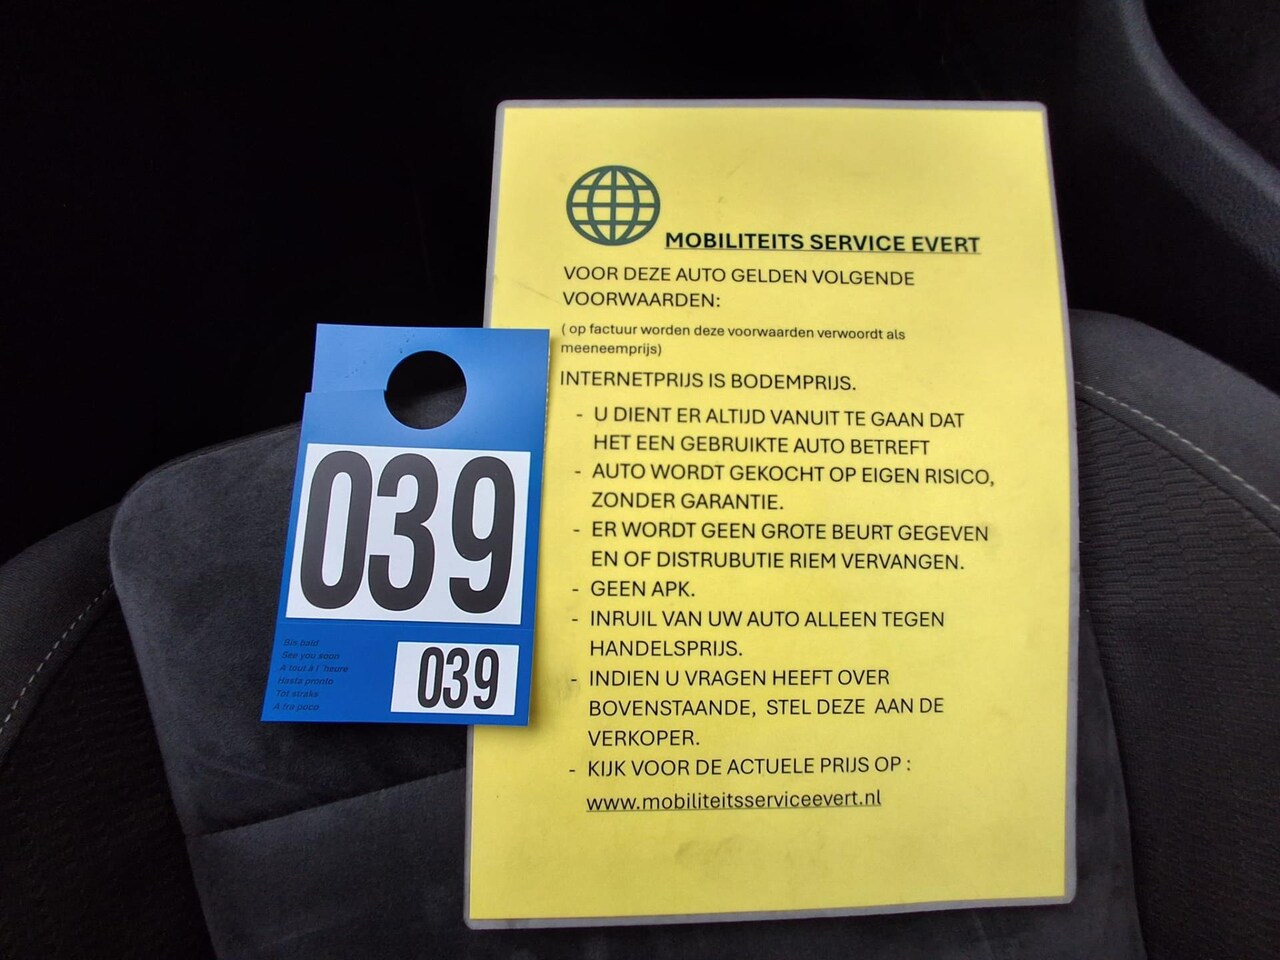 MOBILITEITS SERVICE EVERT
VOOR DEZE AUTO GELDEN VOLGENDE
VOORWAARDEN:
( op factuur worden deze voorwaarden verwoordt als
meeneemprijs)
INTERNETPRIJS IS BODEMPRIJS.
- U DIENT ER ALTIJD VANUIT TE GAAN DAT
HET EEN GEBRUIKTE AUTO BETREFT
- AUTO WORDT GEKOCHT OP EIGEN RISICO,
ZONDER GARANTIE.
- ER WORDT GEEN GROTE BEURT GEGEVEN
EN OF DISTRUBUTIE RIEM VERVANGEN.
- GEEN APK.
- INRUIL VAN UW AUTO ALLEEN TEGEN
HANDELSPRIJS.
- INDIEN U VRAGEN HEEFT OVER
BOVENSTAANDE, STEL DEZE AAN DE
VERKOPER.
- KIJK VOOR DE ACTUELE PRIJS OP :
www.mobiliteitsserviceevert.nl
039
Bis bald
See you soon
A tout à l' heure
Hasta pronto
Tot straks
A fra poco
039